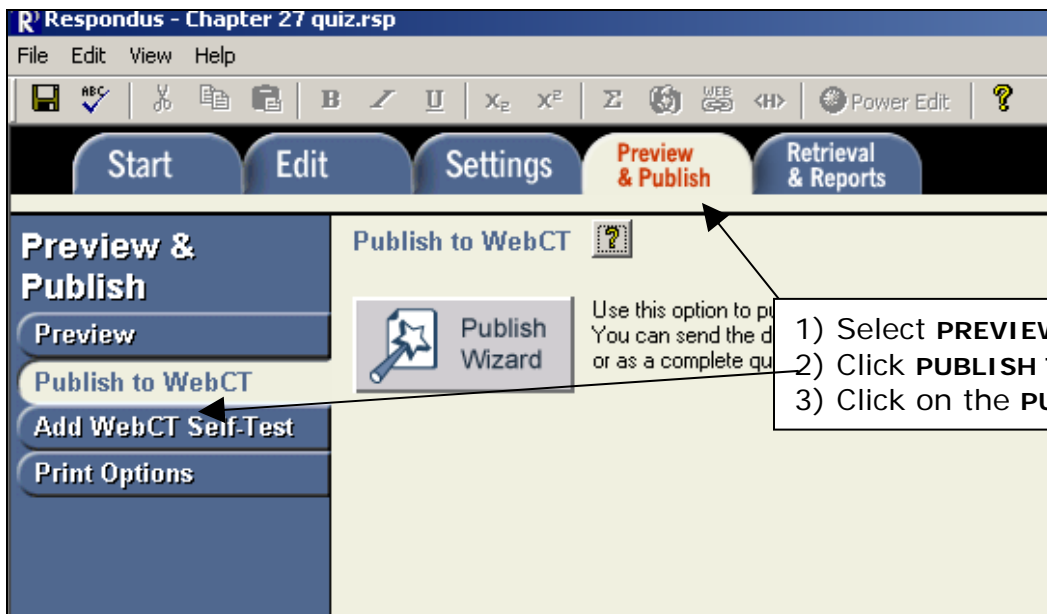 Respondus - Chapter 27 quiz.rsp
File Edit View Help
ABC B I U X₂ X² Σ WEB <H> Power Edit ?
Start Edit Settings Preview & Publish Retrieval & Reports
Preview & Publish
Preview
Publish to WebCT
Add WebCT Self-Test
Print Options
Publish to WebCT ?
Publish Wizard
Use this option to pu
You can send the d
or as a complete qu
1) Select PREVIEW
2) Click PUBLISH
3) Click on the PU